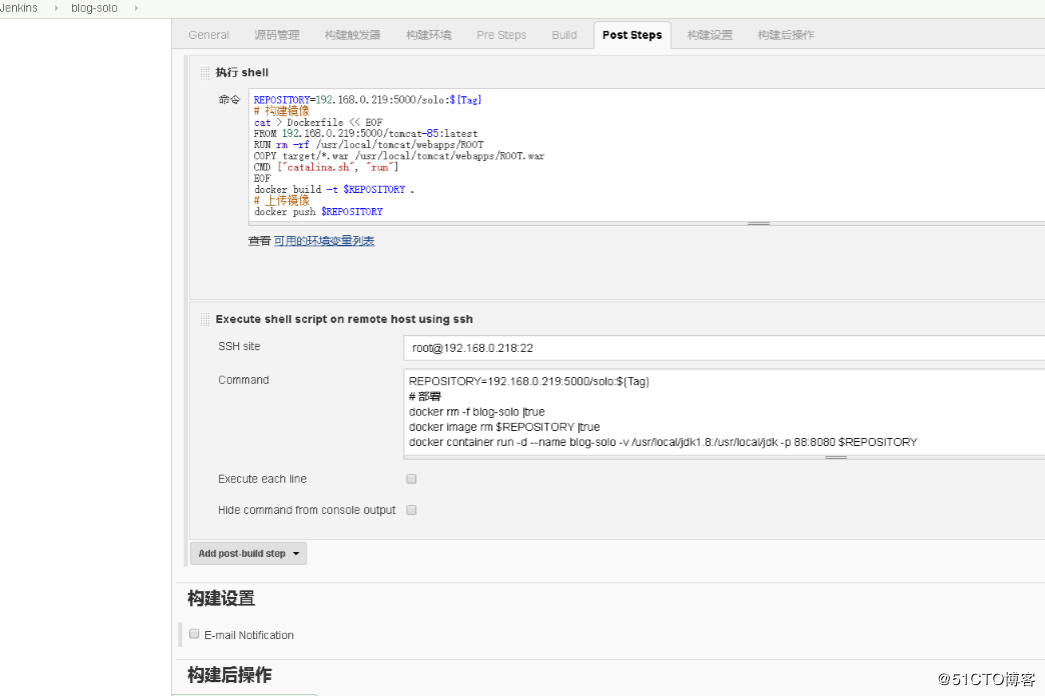 Jenkins blog-solo
General 源码管理 构建触发器 构建环境 Pre Steps Build Post Steps 构建设置 构建后操作
执行 shell
命令
REPOSITORY=192.168.0.219:5000/solo:${Tag}
# 构建镜像
cat > Dockerfile << EOF
FROM 192.168.0.219:5000/tomcat-85:latest
RUN rm -rf /usr/local/tomcat/webapps/ROOT
COPY target/*.war /usr/local/tomcat/webapps/ROOT.war
CMD ["catalina.sh", "run"]
EOF
docker build -t $REPOSITORY .
# 上传镜像
docker push $REPOSITORY
查看 可用的环境变量列表
Execute shell script on remote host using ssh
SSH site root@192.168.0.218:22
Command
REPOSITORY=192.168.0.219:5000/solo:${Tag}
# 部署
docker rm -f blog-solo |true
docker image rm $REPOSITORY |true
docker container run -d --name blog-solo -v /usr/local/jdk1.8:/usr/local/jdk -p 88:8080 $REPOSITORY
Execute each line
Hide command from console output
Add post-build step
构建设置
E-mail Notification
构建后操作
@51CTO博客